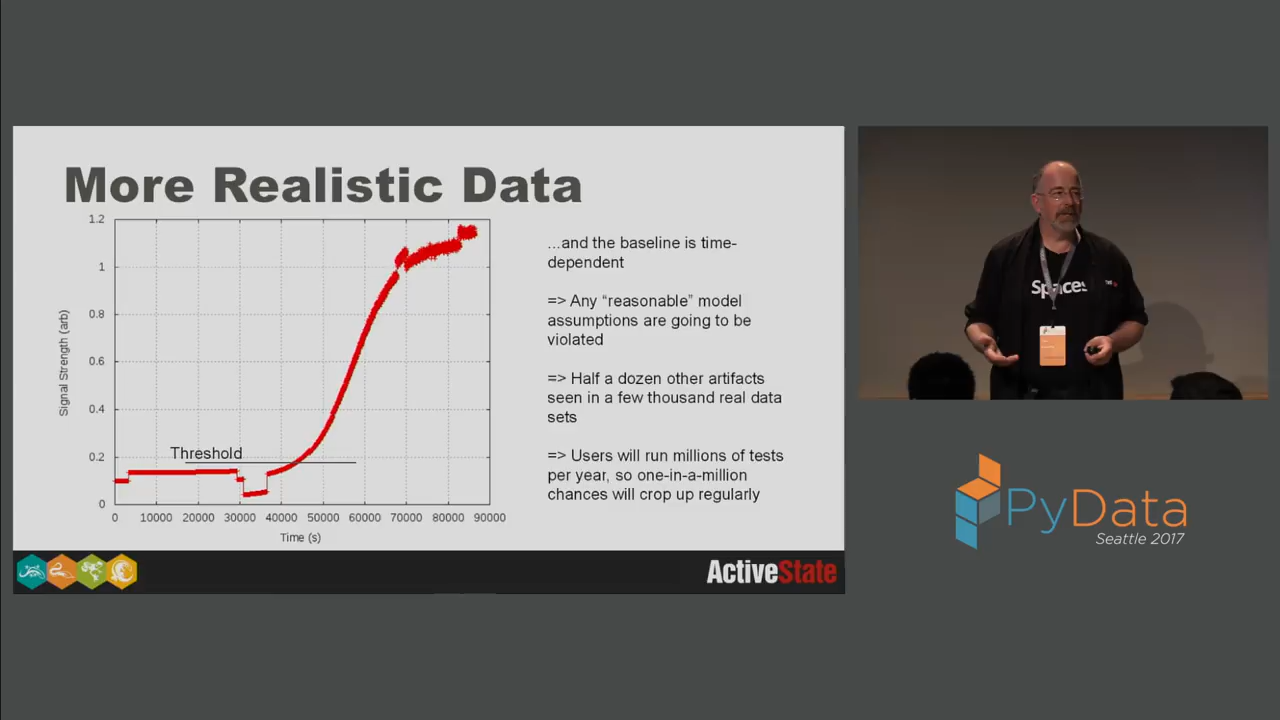 More Realistic Data
1.2
1
0.8
0.6
0.4
0.2
0
Signal Strength (arb)
Threshold
0 10000 20000 30000 40000 50000 60000 70000 80000 90000
Time (s)
...and the baseline is time-
dependent
=> Any “reasonable” model
assumptions are going to be
violated
=> Half a dozen other artifacts
seen in a few thousand real data
sets
=> Users will run millions of tests
per year, so one-in-a-million
chances will crop up regularly
ActiveState
Spaces
PyData
Seattle 2017